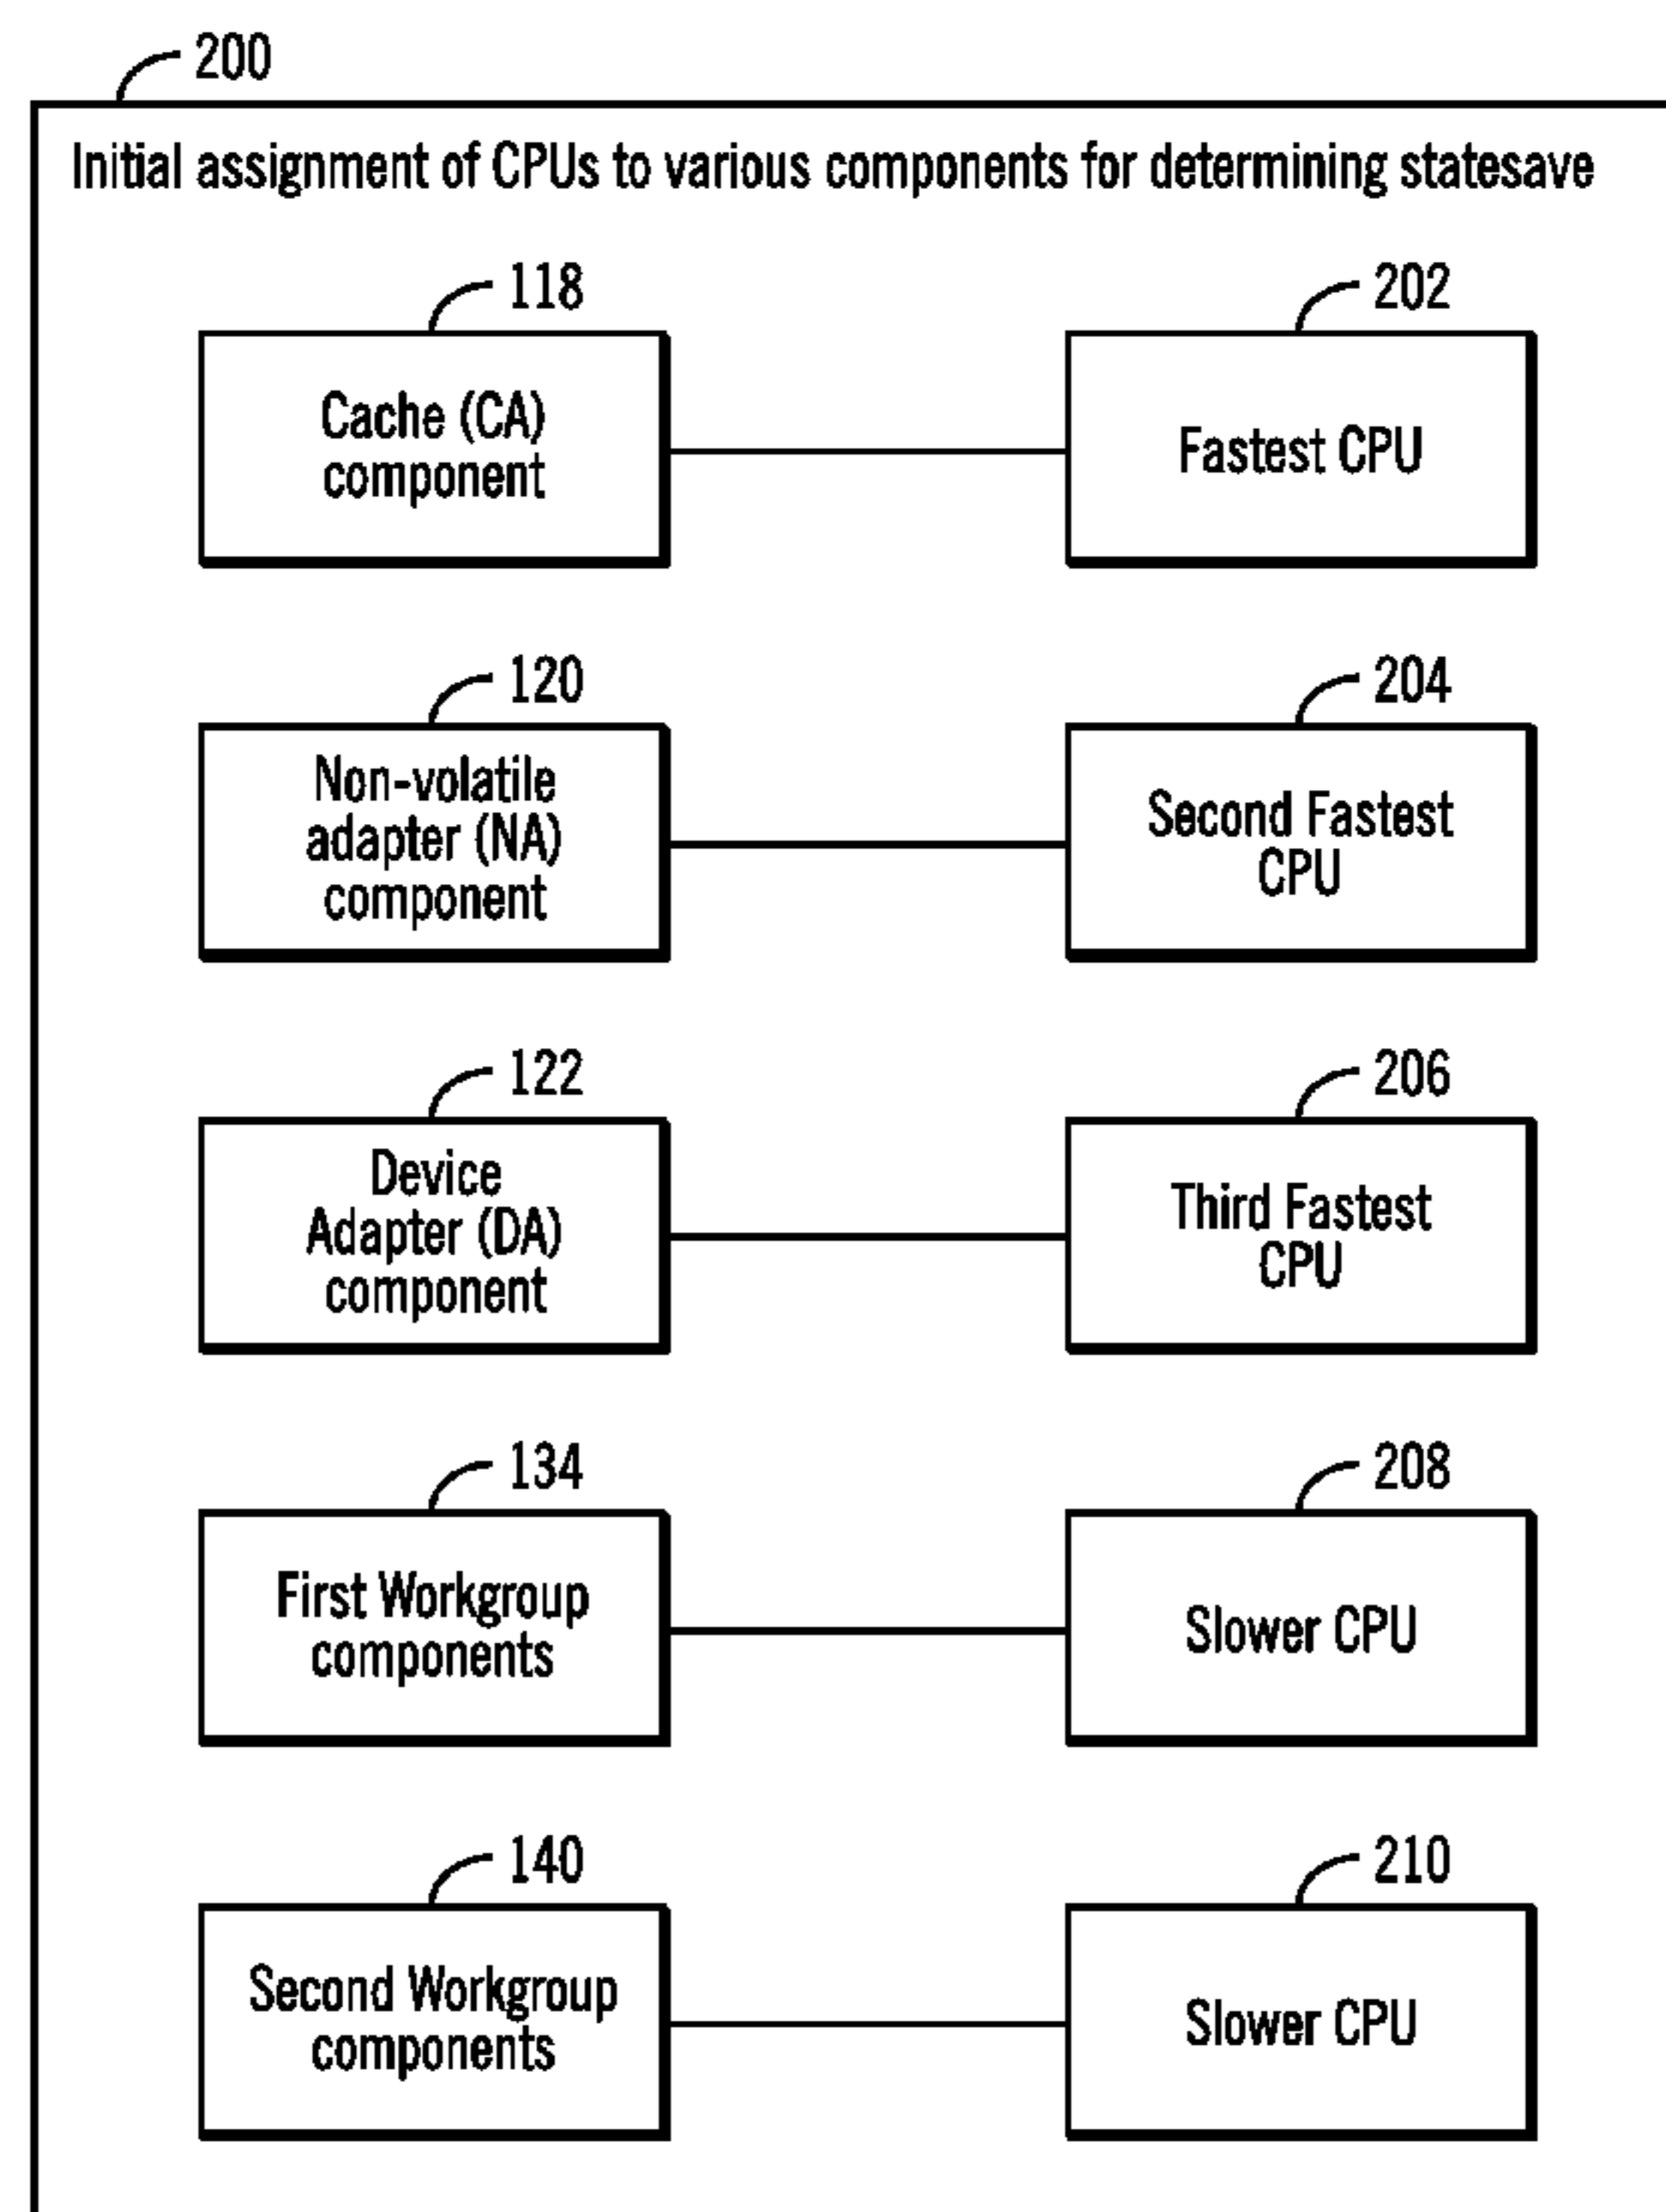 200
Initial assignment of CPUs to various components for determining statesave
118
202
Cache (CA)
component
Fastest CPU
120
204
Non-volatile
adapter (NA)
component
Second Fastest
CPU
122
206
Device
Adapter (DA)
component
Third Fastest
CPU
134
208
First Workgroup
components
Slower CPU
140
210
Second Workgroup
components
Slower CPU